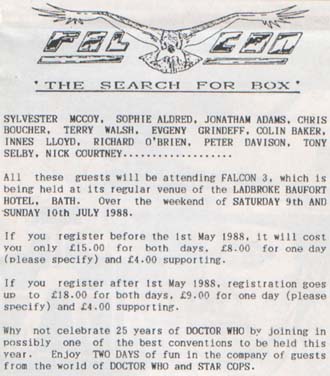 FAL CON
"THE SEARCH FOR BOX"
SYLVESTER MCCOY, SOPHIE ALDRED, JONATHAM ADAMS, CHRIS
BOUCHER, TERRY WALSH, EVGENY GRINDEFF, COLIN BAKER,
INNES LLOYD, RICHARD O'BRIEN, PETER DAVISON, TONY
SELBY, NICK COURTNEY...................
All these guests will be attending FALCON 3, which is
being held at its regular venue of the LADBROKE BAUFORT
HOTEL, BATH. Over the weekend of SATURDAY 9th AND
SUNDAY 10th JULY 1988.
If you register before the 1st May 1988, it will cost
you only £15.00 for both days, £8.00 for one day
(please specify) and £4.00 supporting.
If you register after 1st May 1988, registration goes
up to £18.00 for both days, £9.00 for one day (please
specify) and £4.00 supporting.
Why not celebrate 25 years of DOCTOR WHO by joining in
possibly one of the best conventions to be held this
year. Enjoy TWO DAYS of fun in the company of guests
from the world of DOCTOR WHO and STAR COPS.